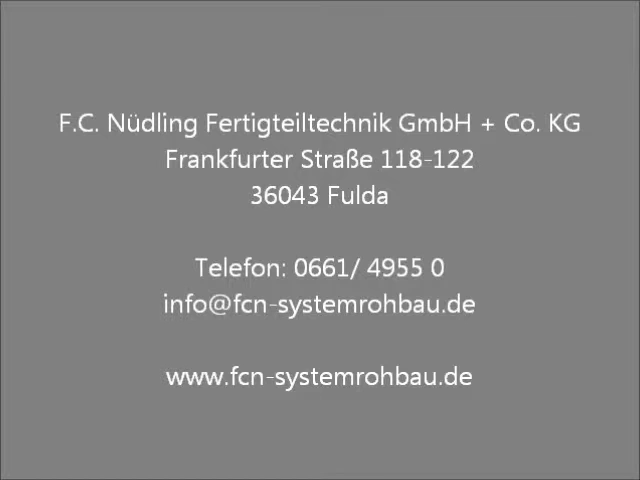 F.C. Nüdling Fertigteiltechnik GmbH + Co. KG
Frankfurter Straße 118-122
36043 Fulda
Telefon: 0661/ 4955 0
info@fcn-systemrohbau.de
www.fcn-systemrohbau.de